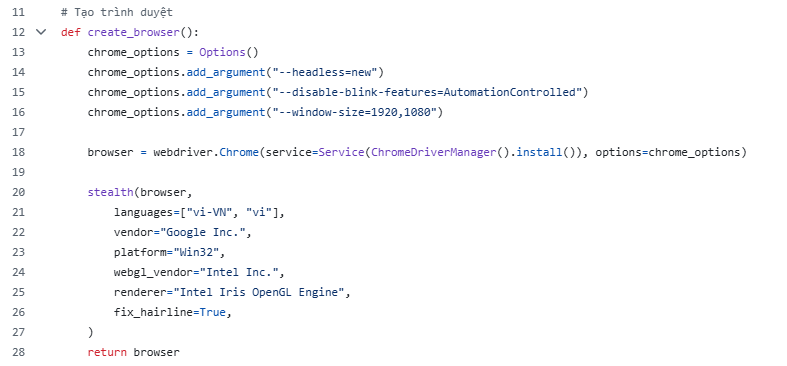 11 # Tạo trình duyệt
12 def create_browser():
13     chrome_options = Options()
14     chrome_options.add_argument("--headless=new")
15     chrome_options.add_argument("--disable-blink-features=AutomationControlled")
16     chrome_options.add_argument("--window-size=1920,1080")
17
18     browser = webdriver.Chrome(service=Service(ChromeDriverManager().install()), options=chrome_options)
19
20     stealth(browser,
21         languages=["vi-VN", "vi"],
22         vendor="Google Inc.",
23         platform="Win32",
24         webgl_vendor="Intel Inc.",
25         renderer="Intel Iris OpenGL Engine",
26         fix_hairline=True,
27     )
28     return browser